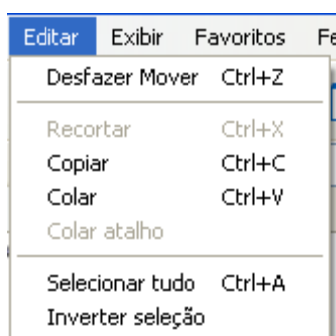 Editar Exibir Favoritos Fe
Desfazer Mover Ctrl+Z
Recortar Ctrl+X
Copiar Ctrl+C
Colar Ctrl+V
Colar atalho
Selecionar tudo Ctrl+A
Inverter seleção